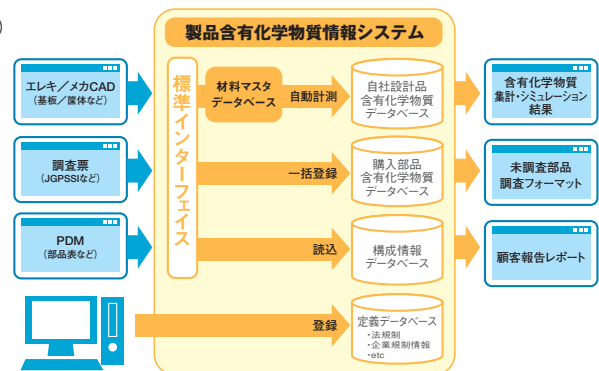 )
製品含有化学物質情報システム
エレキ／メカCAD
（基板／筐体など）
調査票
（JGPSSIなど）
PDM
（部品表など）
標準インターフェイス
材料マスタ
データベース
自動計測
一括登録
読込
登録
自社設計品
含有化学物質
データベース
購入部品
含有化学物質
データベース
構成情報
データベース
定義データベース
・法規制
・企業規制情報
・etc
含有化学物質
集計・シミュレーション
結果
未調査部品
調査フォーマット
顧客報告レポート